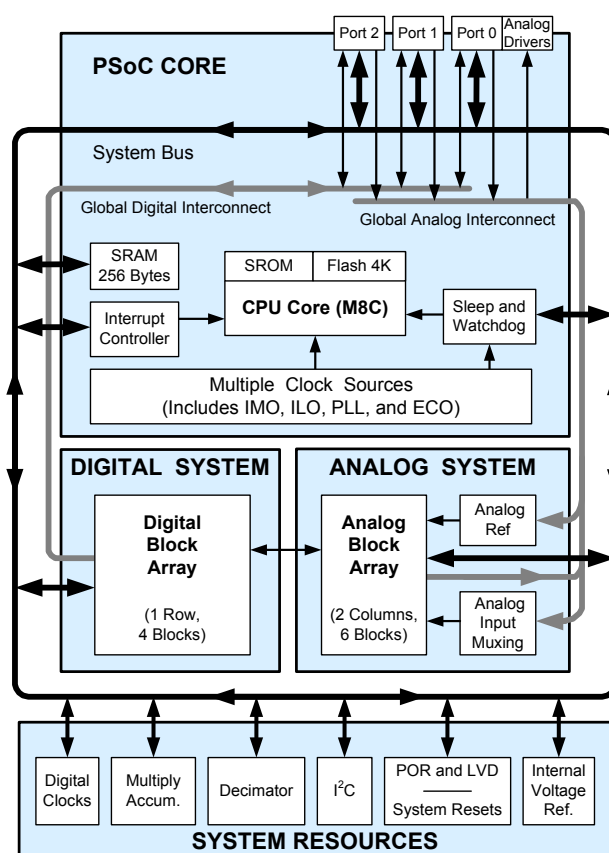 Port 2 Port 1 Port 0 Analog
Drivers
PSoC CORE
System Bus
Global Digital Interconnect
Global Analog Interconnect
SRAM
256 Bytes
SROM Flash 4K
CPU Core (M8C)
Interrupt
Controller
Sleep and
Watchdog
Multiple Clock Sources
(Includes IMO, ILO, PLL, and ECO)
DIGITAL SYSTEM
Digital
Block
Array
(1 Row,
4 Blocks)
ANALOG SYSTEM
Analog
Block
Array
(2 Columns,
6 Blocks)
Analog
Ref
Analog
Input
Muxing
Digital
Clocks
Multiply
Accum.
Decimator
I²C
POR and LVD
System Resets
Internal
Voltage
Ref.
SYSTEM RESOURCES